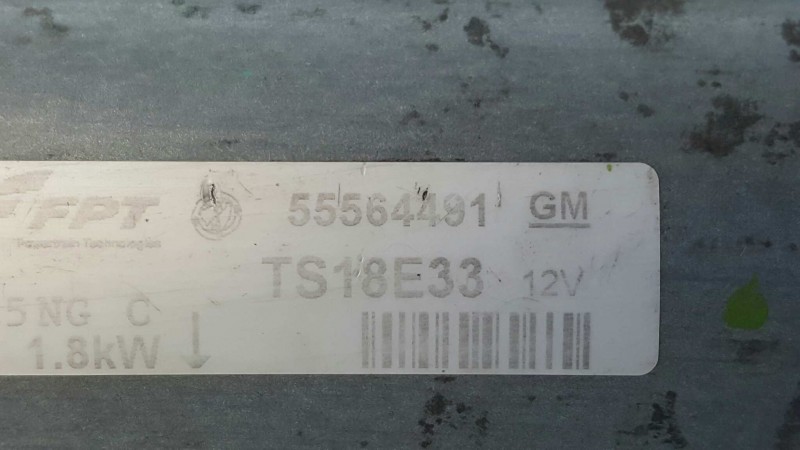 FPT 55564491 GM
Powertrain Technologies
TS18E33 12V
5 NG C
1.8kW